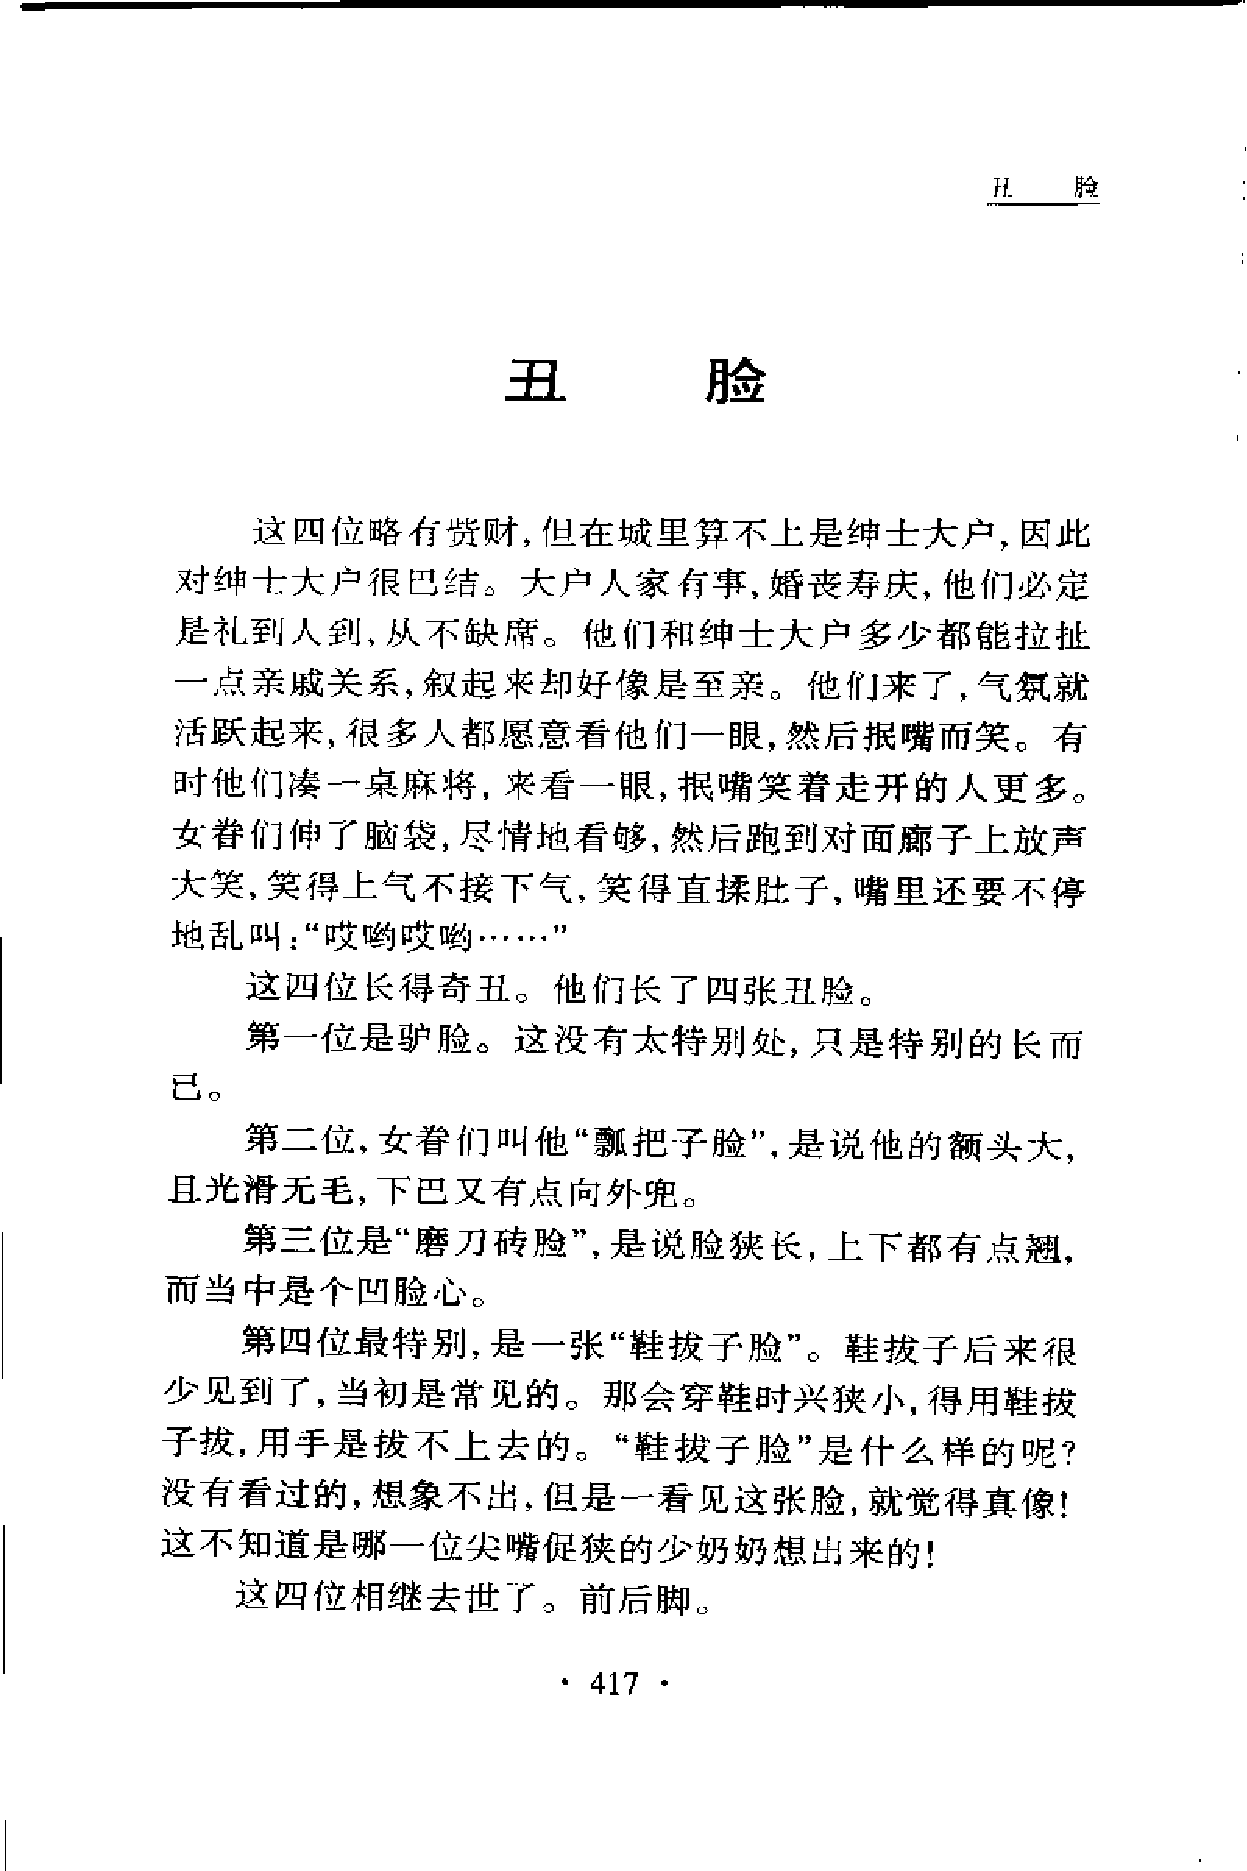 丑 脸
丑 脸
这四位略有赀财,但在城里算不上是绅士大户,因此
对绅士大户很巴结。大户人家有事,婚丧寿庆,他们必定
是礼到人到,从不缺席。他们和绅士大户多少都能拉扯
一点亲戚关系,叙起来却好像是至亲。他们来了,气氛就
活跃起来,很多人都愿意看他们一眼,然后抿嘴而笑。有
时他们凑一桌麻将,来看一眼,抿嘴笑着走开的人更多。
女眷们伸了脑袋,尽情地看够,然后跑到对面廊子上放声
大笑,笑得上气不接下气,笑得直揉肚子,嘴里还要不停
地乱叫:“哎哟哎哟……”
这四位长得奇丑。他们长了四张丑脸。
第一位是驴脸。这没有太特别处,只是特别的长而
已。
第二位,女眷们叫他“瓢把子脸”,是说他的额头大,
且光滑无毛,下巴又有点向外兜。
第三位是“磨刀砖脸”,是说脸狭长,上下都有点翘,
而当中是个凹脸心。
第四位最特别,是一张“鞋拔子脸”。鞋拔子后来很
少见到了,当初是常见的。那会穿鞋时兴狭小,得用鞋拔
子拔,用手是拔不上去的。“鞋拔子脸”是什么样的呢?
没有看过的,想象不出,但是一看见这张脸,就觉得真像!
这不知道是哪一位尖嘴促狭的少奶奶想出来的!
这四位相继去世了。前后脚。
· 417 ·